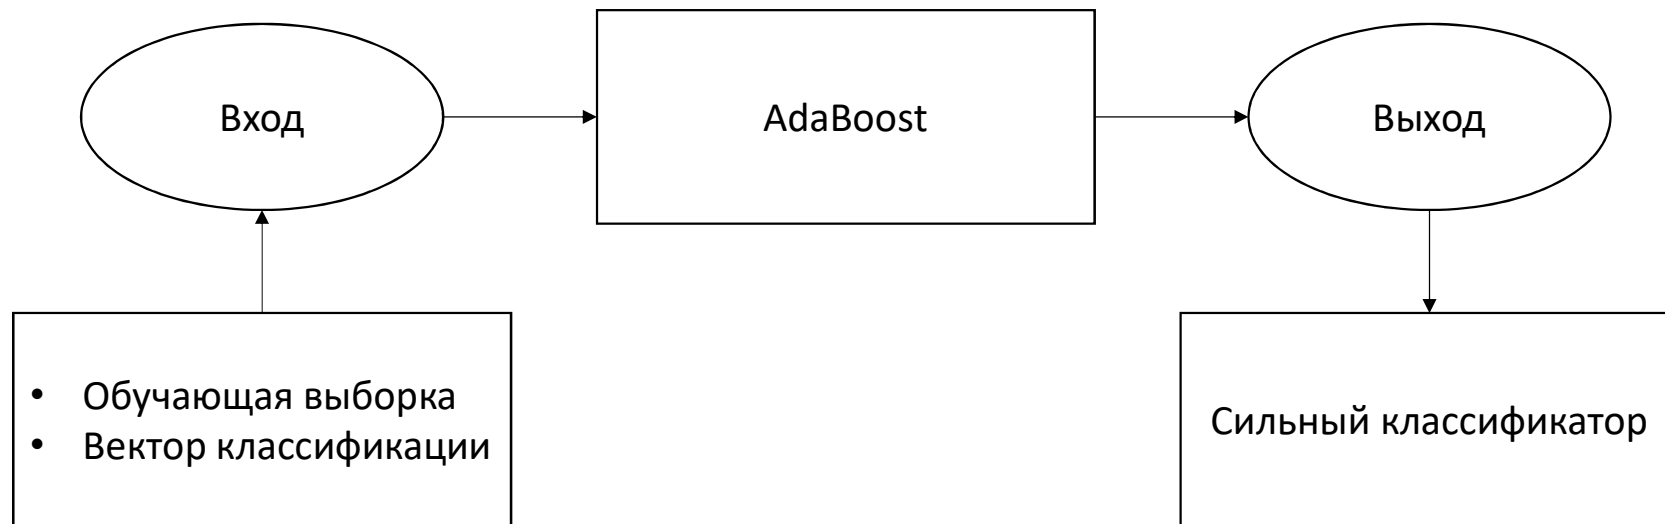 Вход
AdaBoost
Выход
• Обучающая выборка
• Вектор классификации
Сильный классификатор